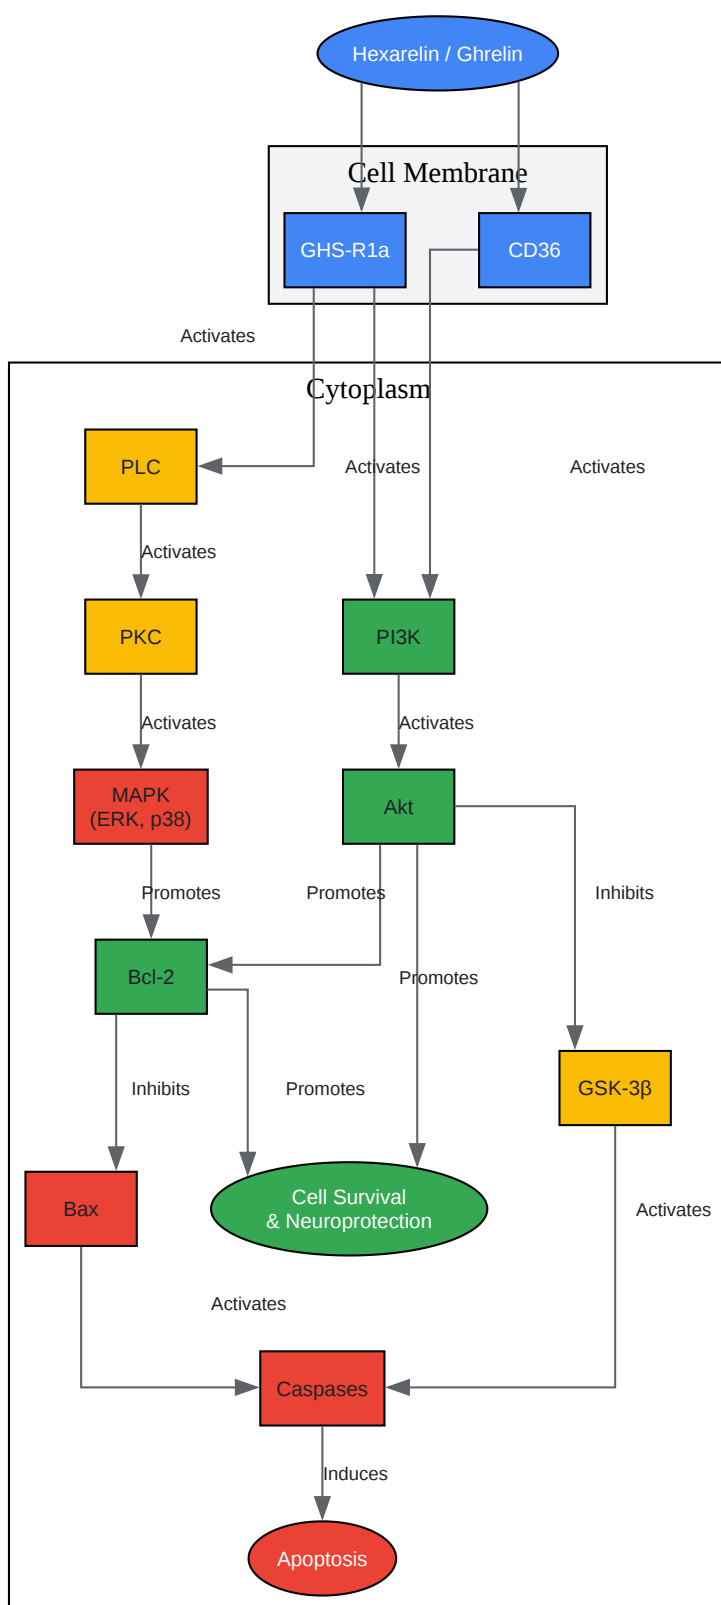 Hexarelin / Ghrelin
Cell Membrane
GHS-R1a
CD36
Activates
Cytoplasm
PLC
Activates
Activates
Activates
PKC
PI3K
Activates
Activates
MAPK
(ERK, p38)
Akt
Promotes
Promotes
Inhibits
Bcl-2
Promotes
Inhibits
Promotes
GSK-3β
Bax
Cell Survival
& Neuroprotection
Activates
Activates
Caspases
Induces
Apoptosis